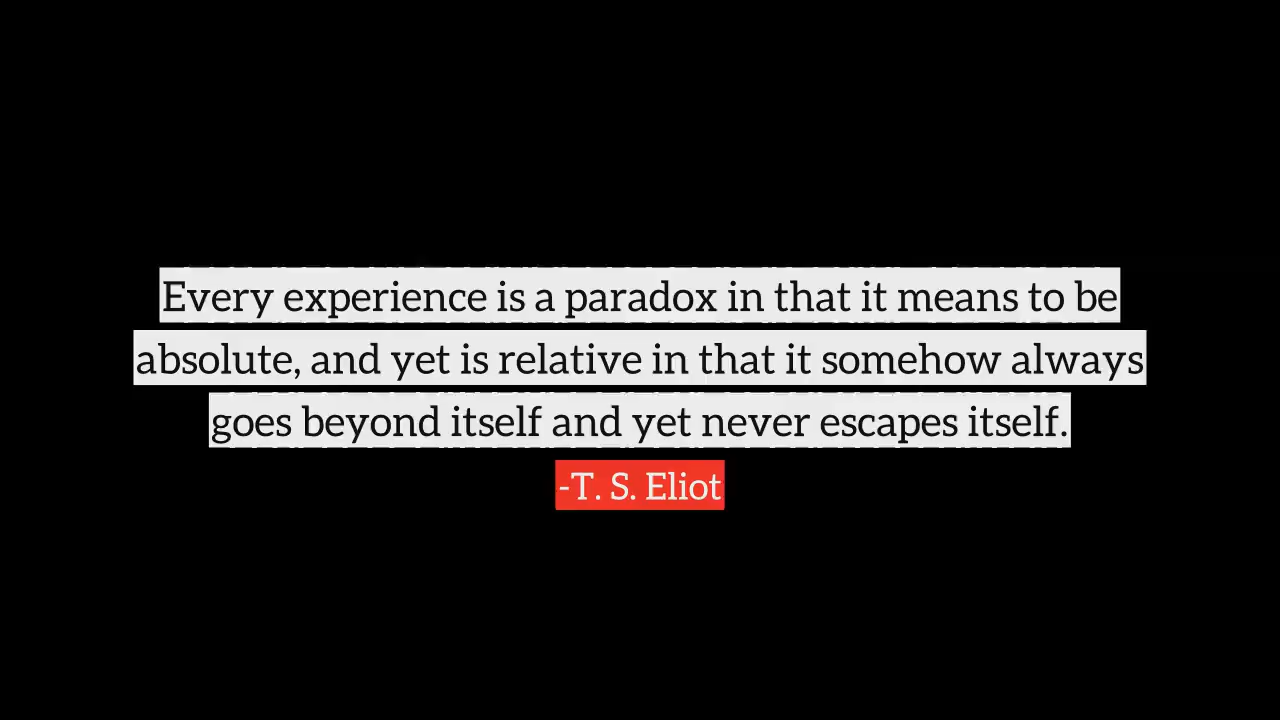 Every experience is a paradox in that it means to be
absolute, and yet is relative in that it somehow always
goes beyond itself and yet never escapes itself.
-T. S. Eliot